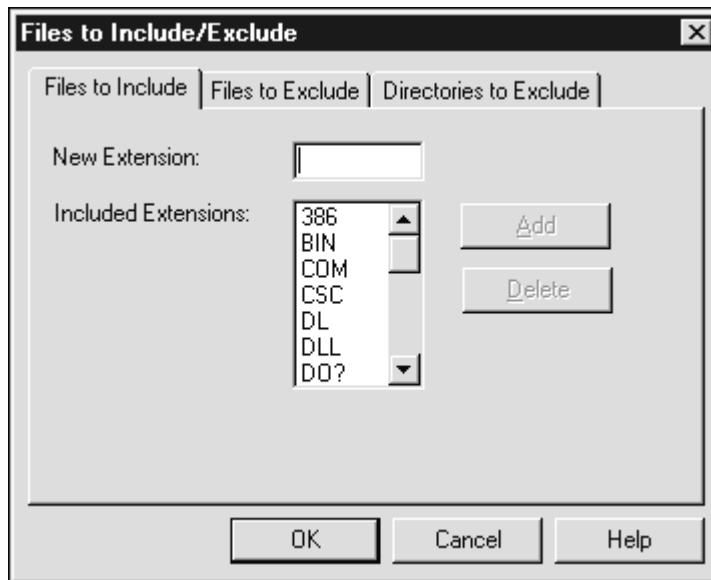 Files to Include/Exclude
Files to Include Files to Exclude Directories to Exclude
New Extension:
Included Extensions:
386
BIN
COM
CSC
DL
DLL
DO?
Add
Delete
OK Cancel Help